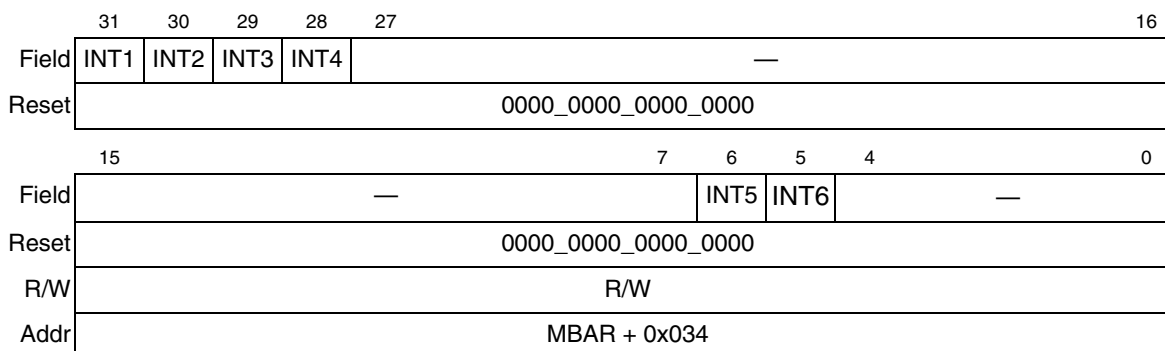 31 30 29 28 27 16
Field INT1 INT2 INT3 INT4 —
Reset 0000_0000_0000_0000
15 7 6 5 4 0
Field — INT5 INT6 —
Reset 0000_0000_0000_0000
R/W R/W
Addr MBAR + 0x034